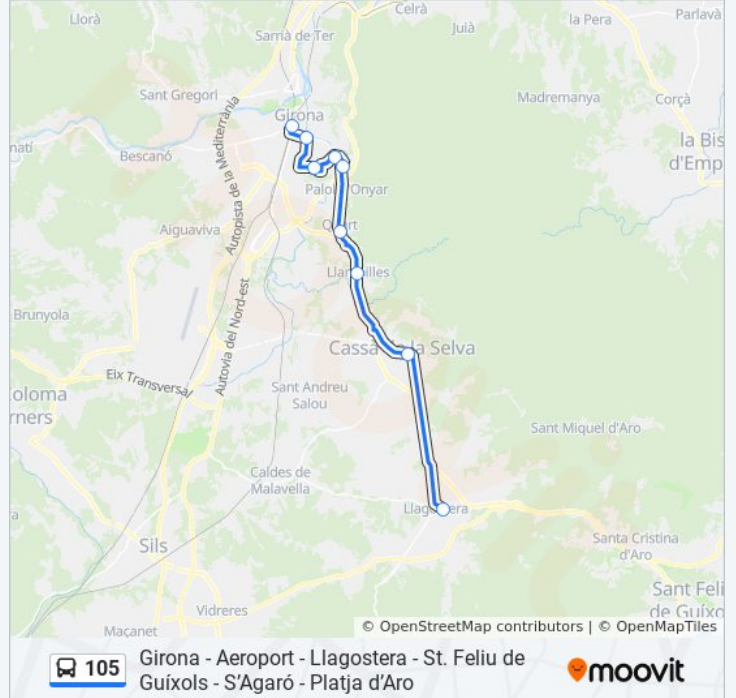 Llorà
Celrà
la Pera
Parlavà
Sarrià de Ter
Juià
Sant Gregori
Madremanya
Corçà
Girona
la Bis
d'Emp
Bescanó
Autopista de la Mediterrània
Palol d'Onyar
Aiguaviva
Brunyola
Autovia del Nord-est
Cassà de la Selva
Eix Transversal
Sant Andreu
Salou
oloma
rners
Sant Miquel d'Aro
Caldes de
Malavella
Llagostera
Sils
Santa Cristina
d'Aro
Sant Feli
de Guíxo
Vidreres
Maçanet
© OpenStreetMap contributors | © OpenMapTiles
105
Girona - Aeroport - Llagostera - St. Feliu de
Guíxols - S'Agaró - Platja d'Aro
moovit